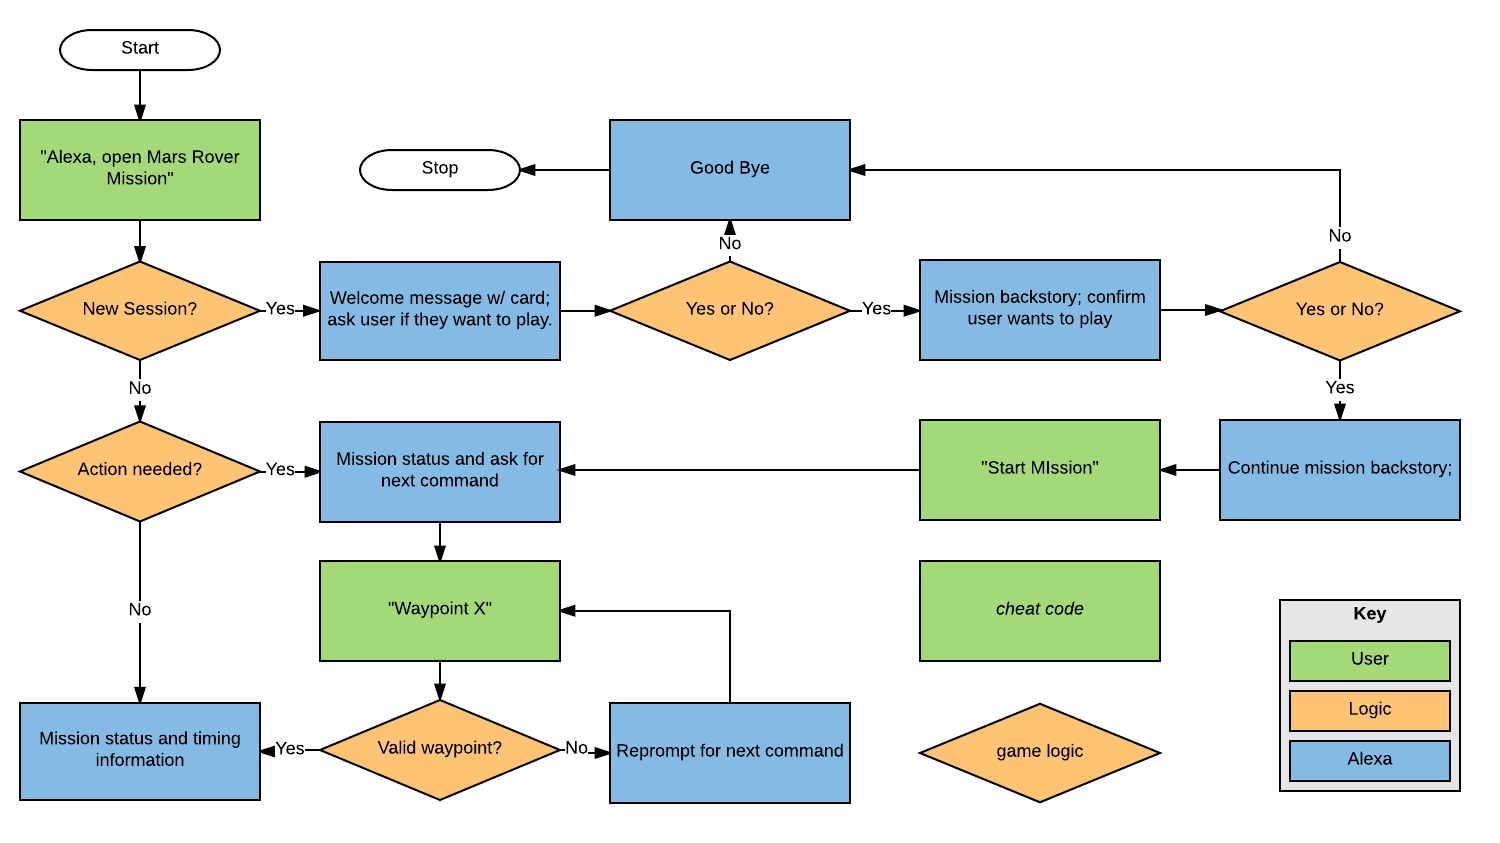 Start
"Alexa, open Mars Rover
Mission"
Stop
Good Bye
No
No
New Session?
Yes
Welcome message w/ card;
ask user if they want to play.
Yes or No?
Yes
Mission backstory; confirm
user wants to play
Yes or No?
No
Yes
Action needed?
Yes
Mission status and ask for
next command
"Start MIssion"
Continue mission backstory;
No
"Waypoint X"
cheat code
Key
User
Logic
Alexa
Mission status and timing
information
Yes
Valid waypoint?
No
Reprompt for next command
game logic